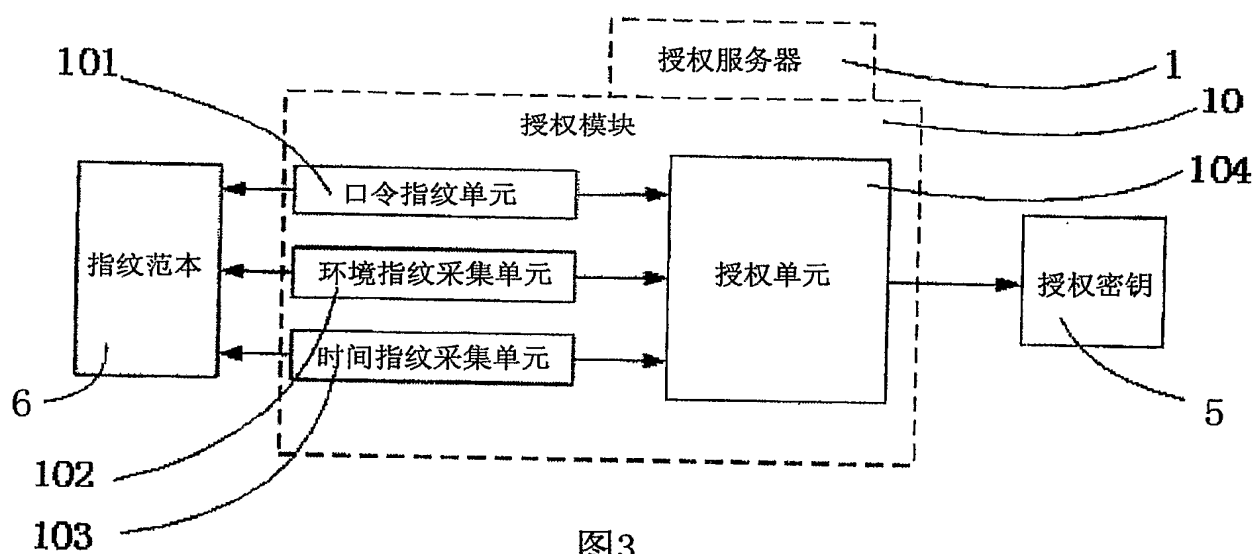 授权服务器
1
101
10
授权模块
104
口令指纹单元
指纹范本
环境指纹采集单元
授权单元
授权密钥
时间指纹采集单元
6
5
102
103
图3